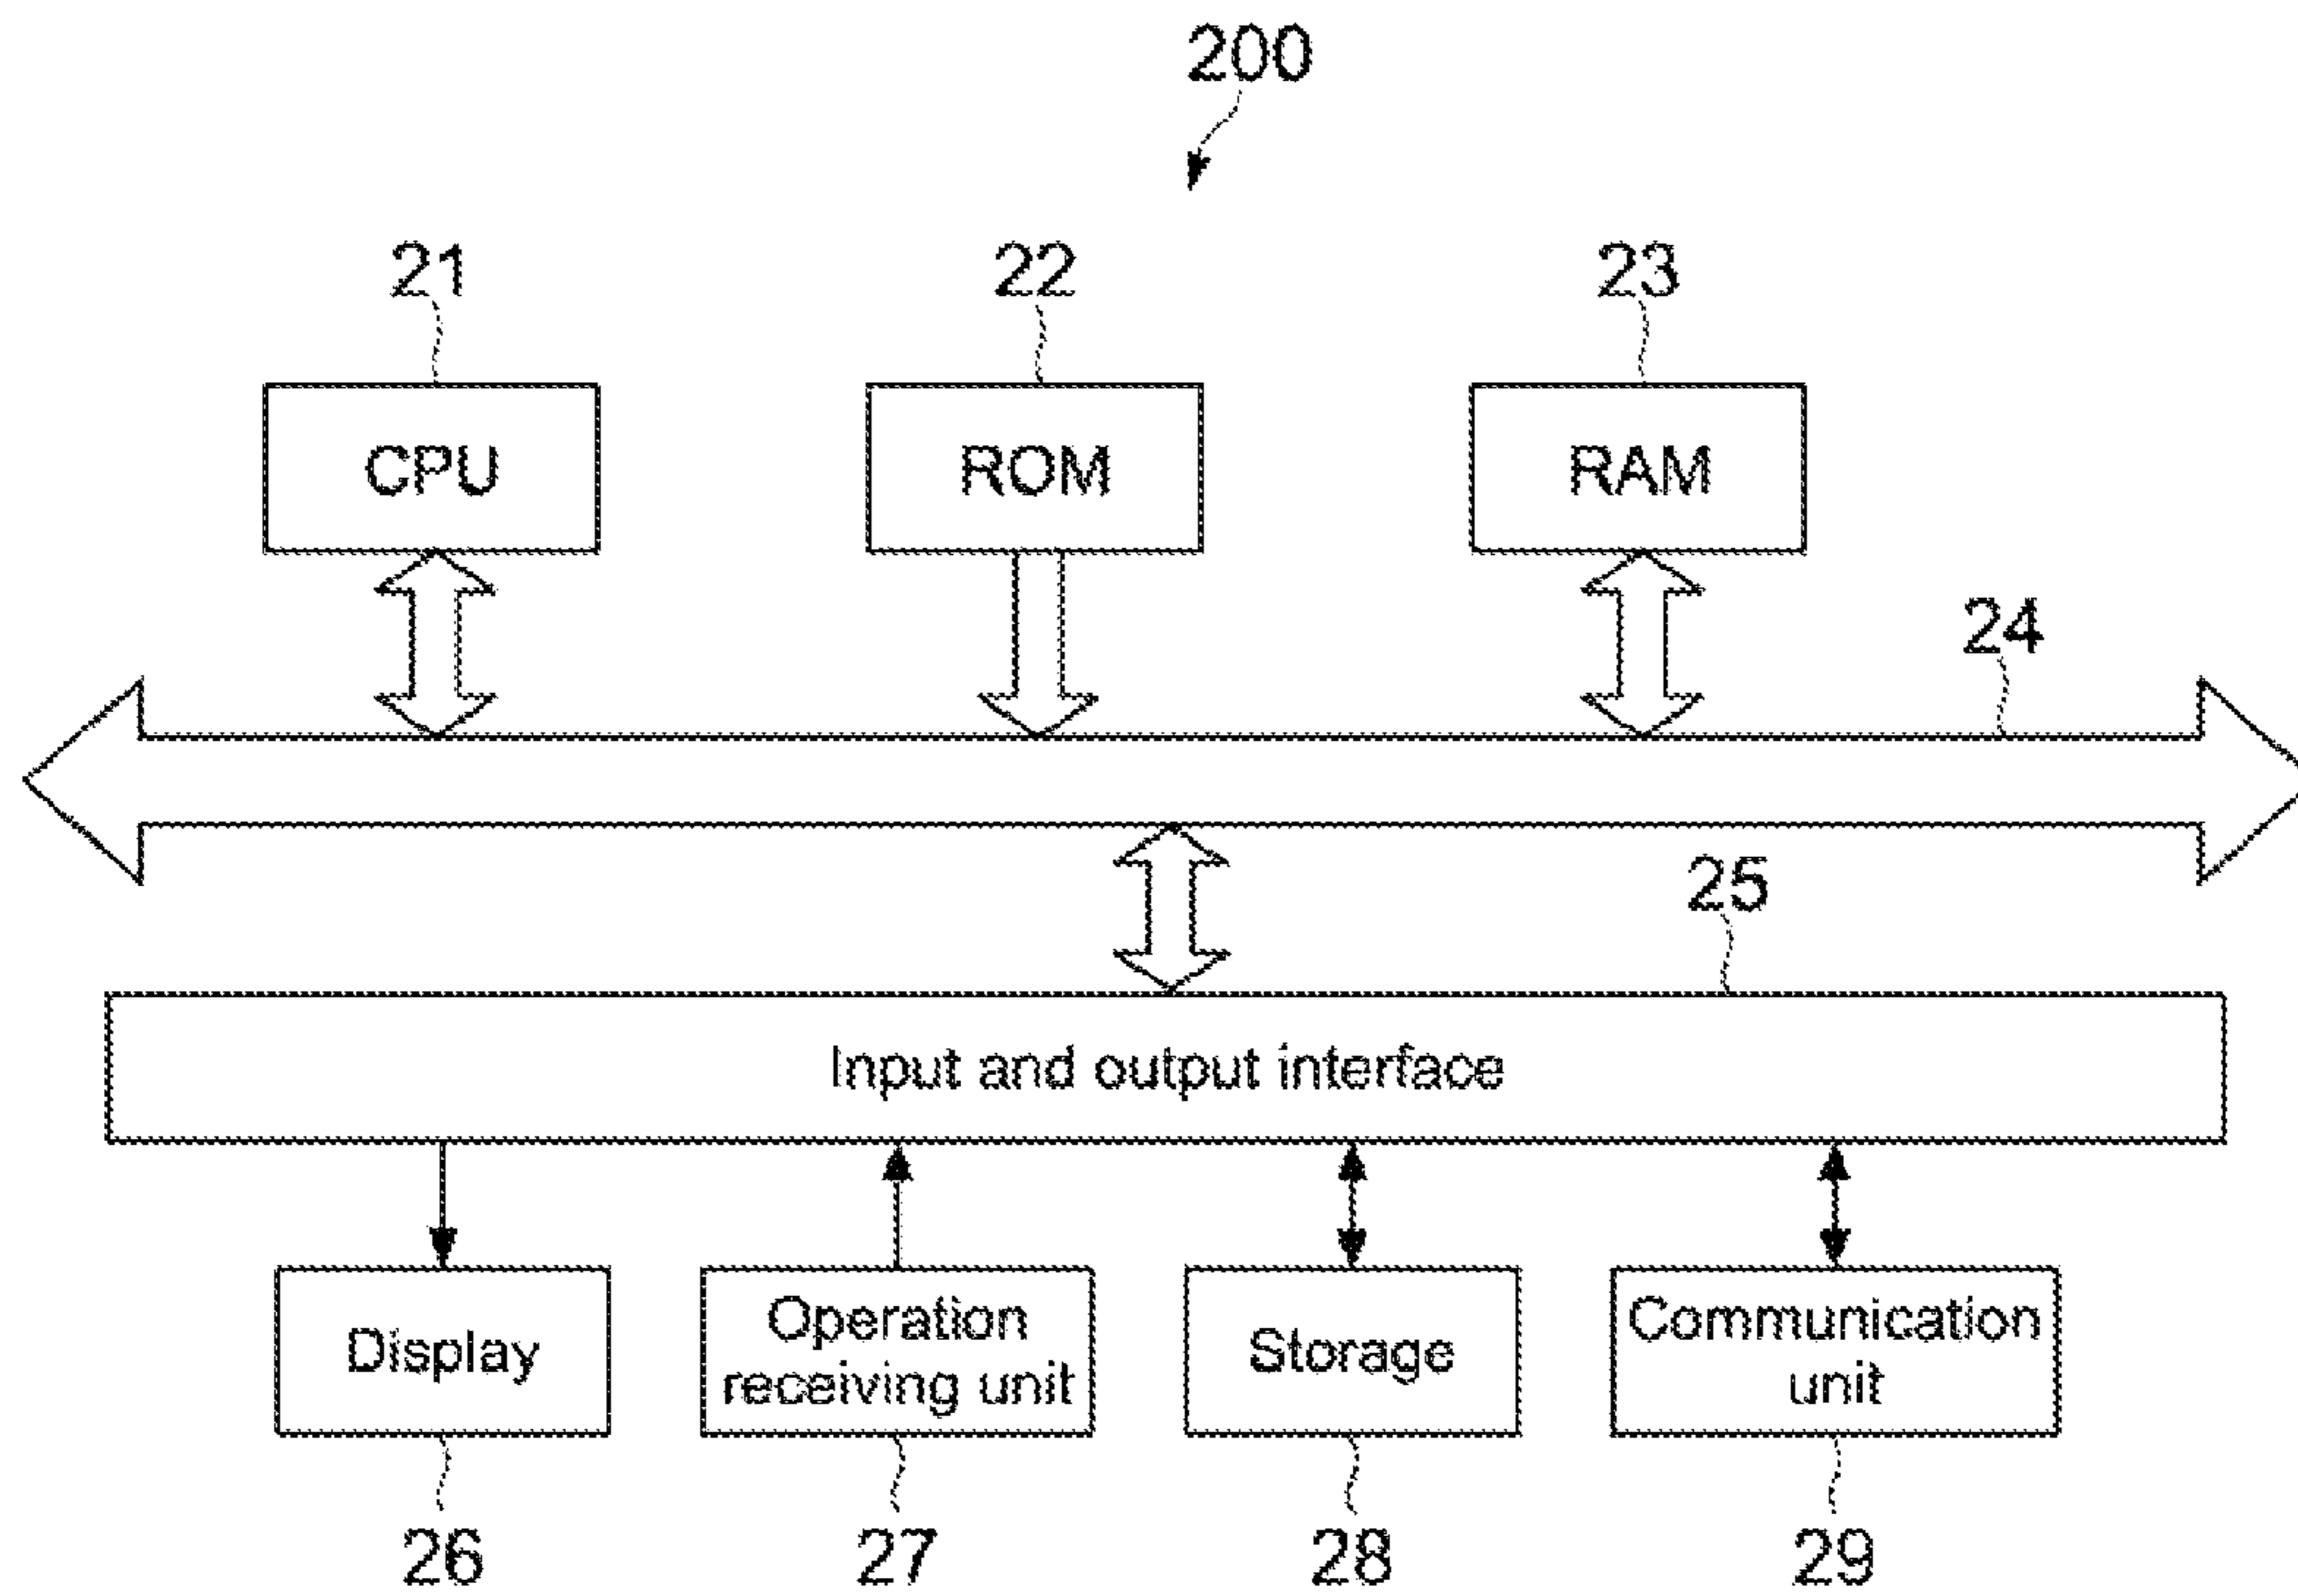 200
21
22
23
CPU
ROM
RAM
24
25
Input and output interface
Display
Operation
receiving unit
Storage
Communication
unit
26
27
28
29